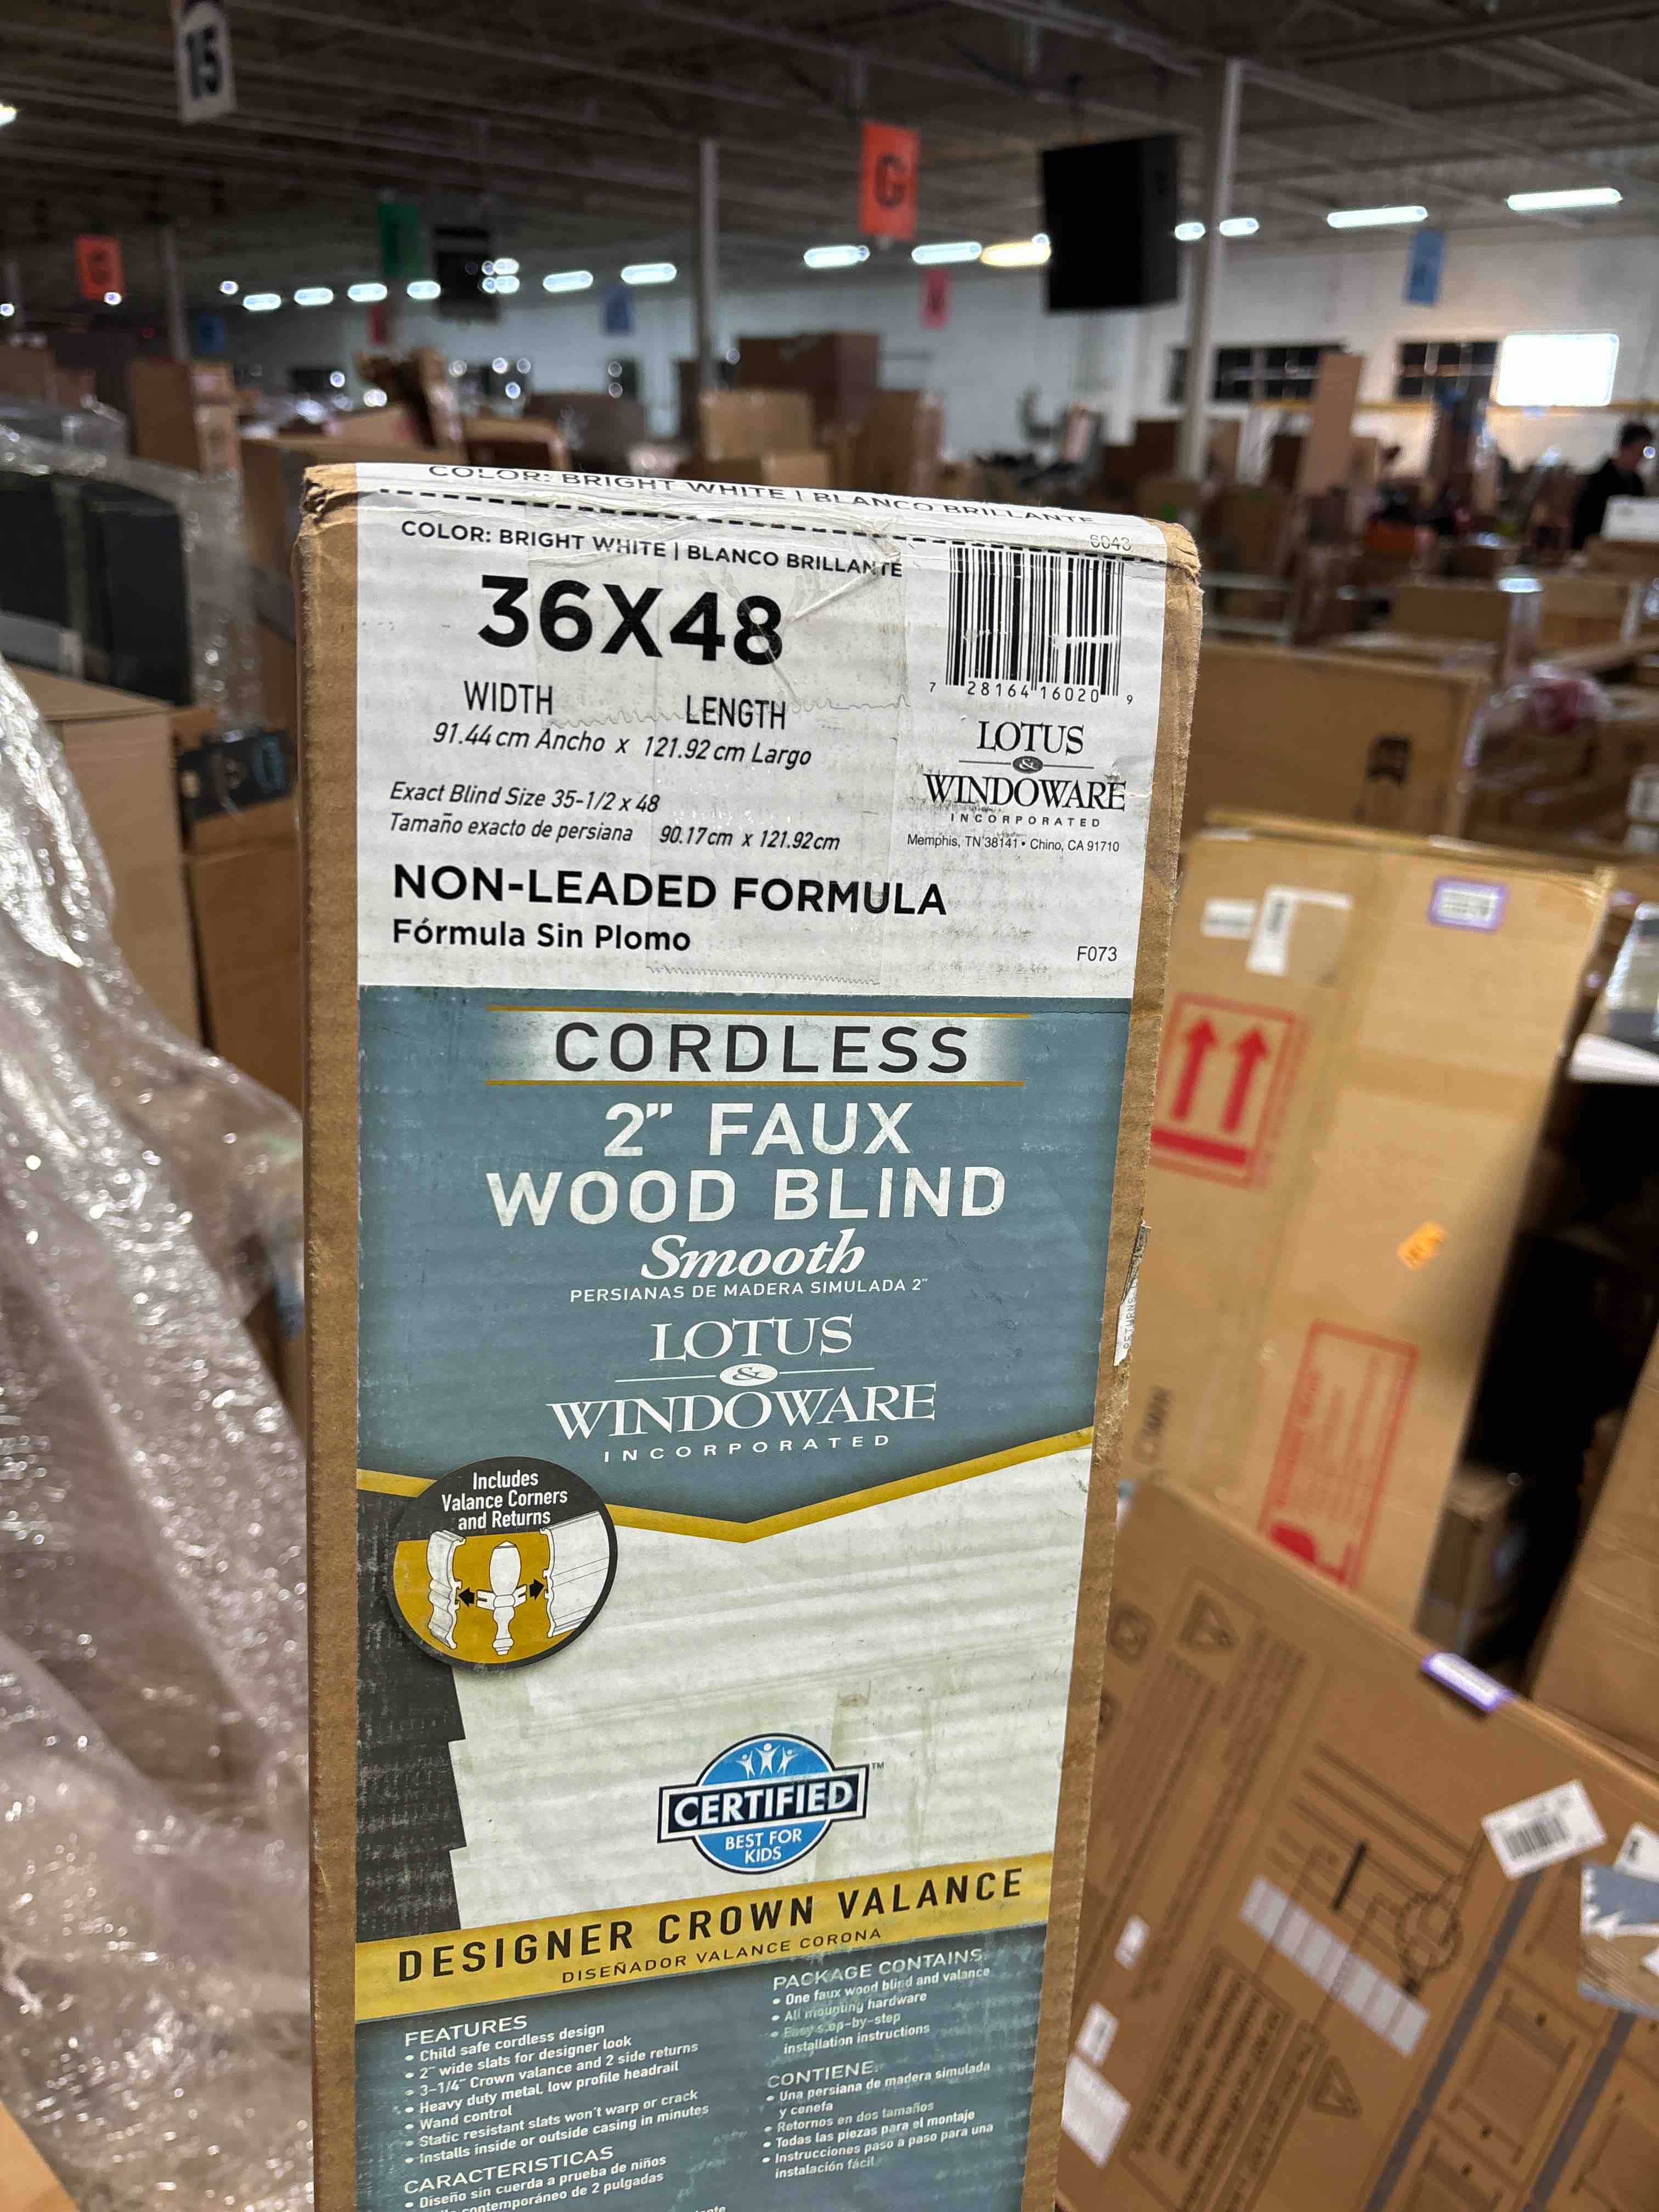 15
G
COLOR: BRIGHT WHITE | BLANCO BRILLANTE
6043
COLOR: BRIGHT WHITE | BLANCO BRILLANTE
36X48
WIDTH LENGTH
91.44 cm Ancho x 121.92 cm Largo
Exact Blind Size 35-1/2 x 48
Tamaño exacto de persiana 90.17cm x 121.92cm
NON-LEADED FORMULA
Fórmula Sin Plomo
7 28164 16020 9
LOTUS
&
WINDOWARE
INCORPORATED
Memphis, TN 38141 • Chino, CA 91710
F073
CORDLESS
2" FAUX
WOOD BLIND
Smooth
PERSIANAS DE MADERA SIMULADA 2"
LOTUS
&
WINDOWARE
INCORPORATED
Includes
Valance Corners
and Returns
CERTIFIED™
BEST FOR
KIDS
DESIGNER CROWN VALANCE
DISEÑADOR VALANCE CORONA
FEATURES
• Child safe cordless design
• 2" wide slats for designer look
• 3-1/4" Crown valance and 2 side returns
• Heavy duty metal, low profile headrail
• Wand control
• Static resistant slats won't warp or crack
• Installs inside or outside casing in minutes
CARACTERISTICAS
• Diseño sin cuerda a prueba de niños
contemporáneo de 2 pulgadas
PACKAGE CONTAINS
• One faux wood blind and valance
• All mounting hardware
• Easy step-by-step
installation instructions
CONTIENE:
• Una persiana de madera simulada
y cenefa
• Retornos en dos tamaños
• Todas las piezas para el montaje
• Instrucciones paso a paso para una
instalación fácil